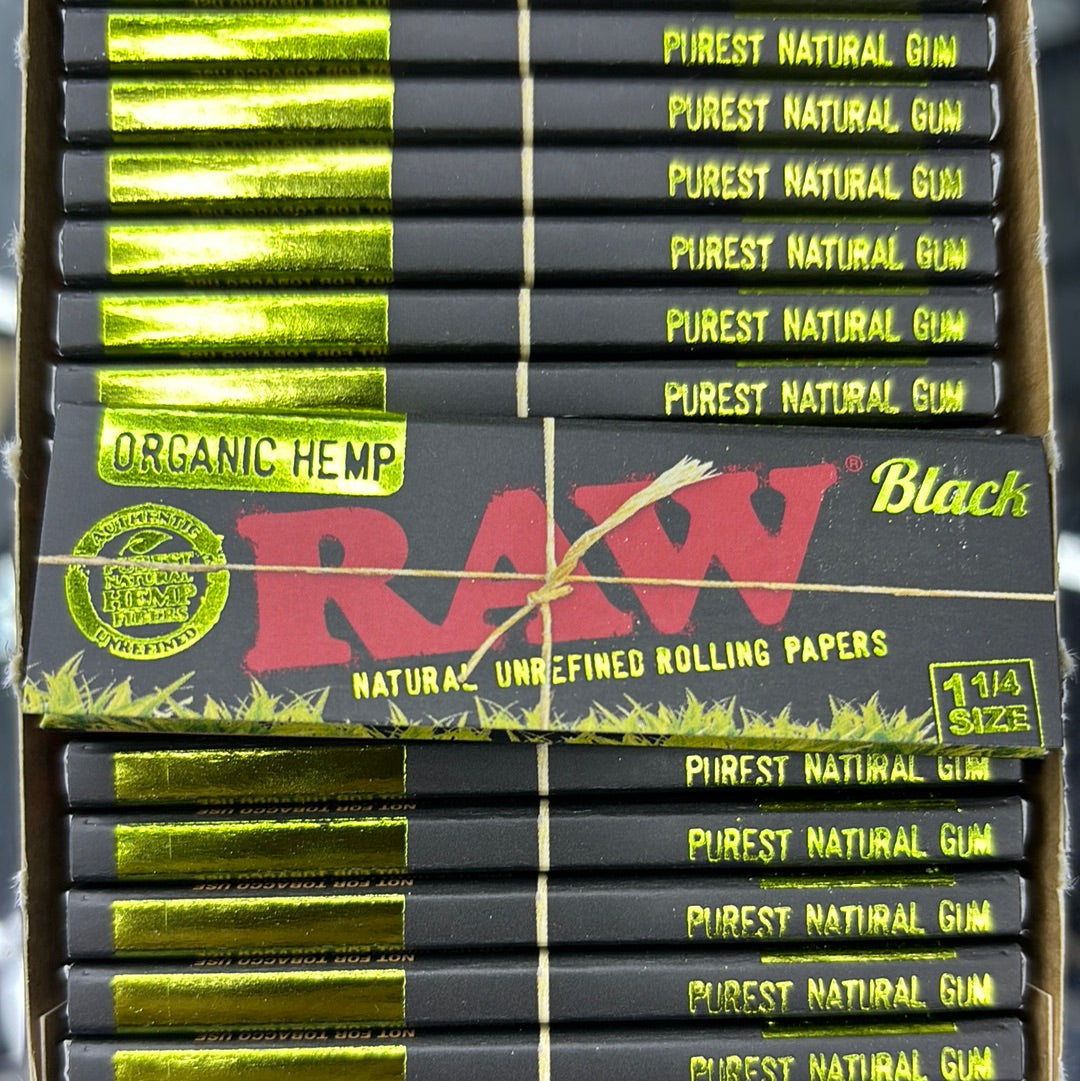 PUREST NATURAL GUM
PUREST NATURAL GUM
PUREST NATURAL GUM
PUREST NATURAL GUM
PUREST NATURAL GUM
PUREST NATURAL GUM
ORGANIC HEMP
RAW®
Black
AUTHENTIC
PUREST
NATURAL
HEMP
FIBERS
UNREFINED
NATURAL UNREFINED ROLLING PAPERS
1 1/4
SIZE
PUREST NATURAL GUM
NOT FOR TOBACCO USE
PUREST NATURAL GUM
NOT FOR TOBACCO USE
PUREST NATURAL GUM
NOT FOR TOBACCO USE
PUREST NATURAL GUM
NOT FOR TOBACCO USE
PUREST NATURAL GUM